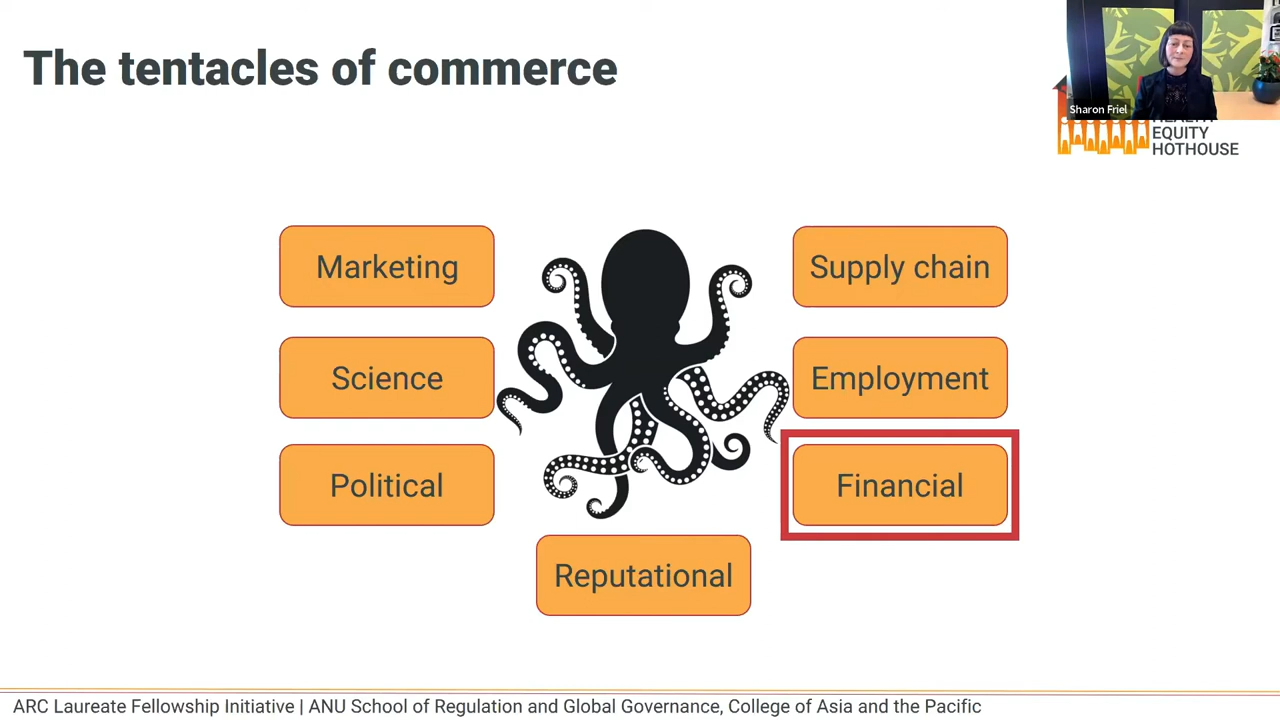 The tentacles of commerce
Sharon Friel
EQUITY
HOTHOUSE
Marketing
Supply chain
Science
Employment
Political
Financial
Reputational
ARC Laureate Fellowship Initiative | ANU School of Regulation and Global Governance, College of Asia and the Pacific